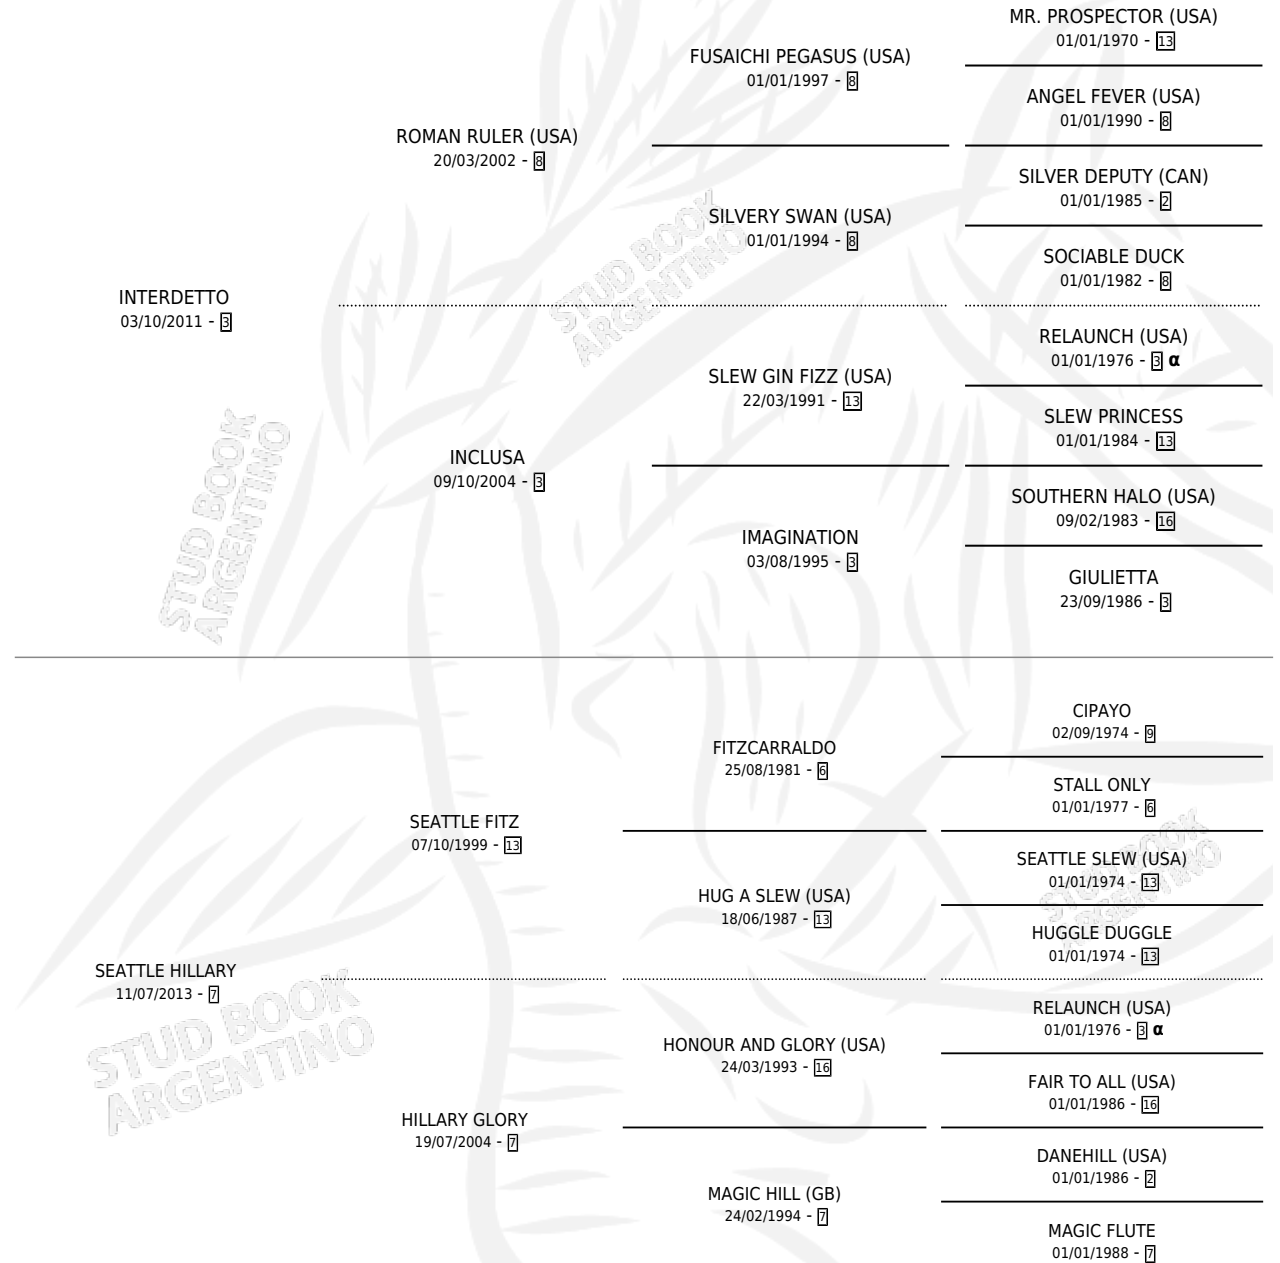 MR. PROSPECTOR (USA)
01/01/1970 - 13
FUSAICHI PEGASUS (USA)
01/01/1997 - 8
ANGEL FEVER (USA)
01/01/1990 - 8
ROMAN RULER (USA)
20/03/2002 - 8
SILVER DEPUTY (CAN)
01/01/1985 - 2
SILVERY SWAN (USA)
01/01/1994 - 8
SOCIABLE DUCK
01/01/1982 - 8
INTERDETTO
03/10/2011 - 3
RELAUNCH (USA)
01/01/1976 - 3 α
SLEW GIN FIZZ (USA)
22/03/1991 - 13
SLEW PRINCESS
01/01/1984 - 13
INCLUSA
09/10/2004 - 3
SOUTHERN HALO (USA)
09/02/1983 - 16
IMAGINATION
03/08/1995 - 3
GIULIETTA
23/09/1986 - 3
CIPAYO
02/09/1974 - 9
FITZCARRALDO
25/08/1981 - 6
STALL ONLY
01/01/1977 - 6
SEATTLE FITZ
07/10/1999 - 13
SEATTLE SLEW (USA)
01/01/1974 - 13
HUG A SLEW (USA)
18/06/1987 - 13
HUGGLE DUGGLE
01/01/1974 - 13
SEATTLE HILLARY
11/07/2013 - 7
RELAUNCH (USA)
01/01/1976 - 3 α
HONOUR AND GLORY (USA)
24/03/1993 - 16
FAIR TO ALL (USA)
01/01/1986 - 16
HILLARY GLORY
19/07/2004 - 7
DANEHILL (USA)
01/01/1986 - 2
MAGIC HILL (GB)
24/02/1994 - 7
MAGIC FLUTE
01/01/1988 - 7
STUD BOOK
ARGENTINO
STUD BOOK
ARGENTINO
STUD BOOK
ARGENTINO
STUD BOOK
ARGENTINO